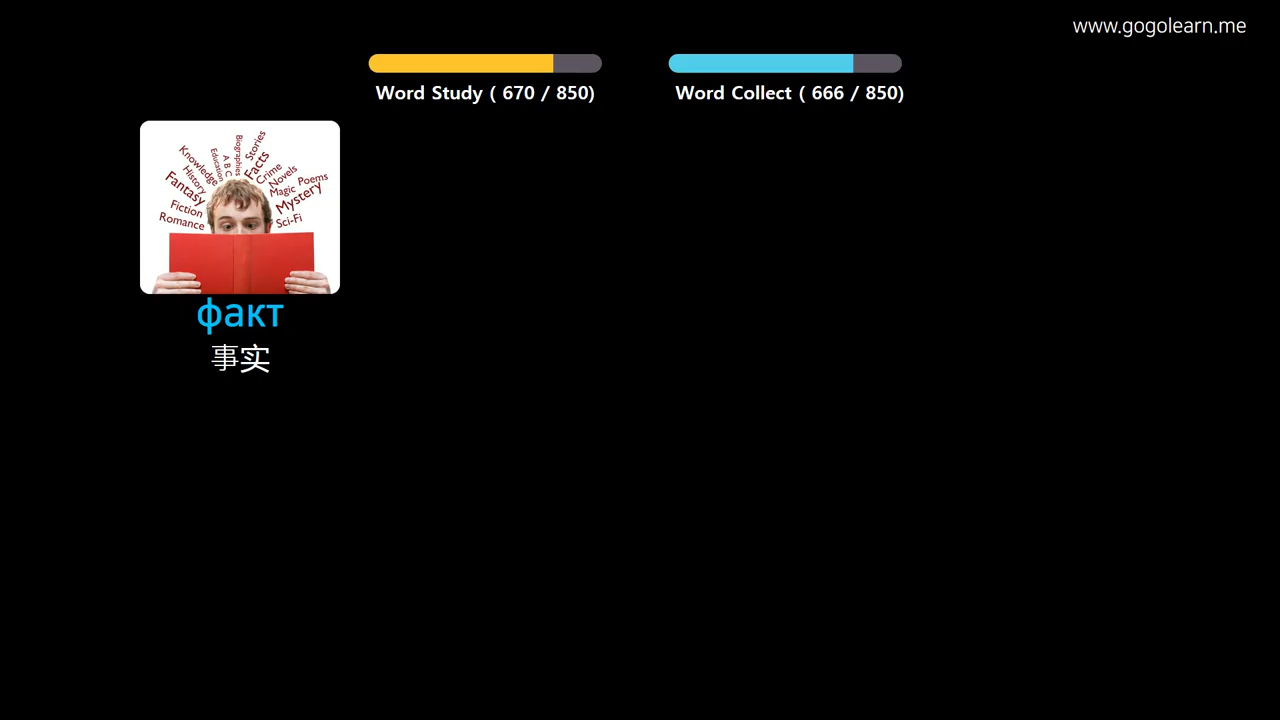 www.gogolearn.me
Word Study ( 670 / 850)
Word Collect ( 666 / 850)
Biographies
Stories
Facts
A B C
Education
Knowledge
Crime
Novels
History
Magic
Poems
Fantasy
Mystery
Fiction
Romance
Sci-Fi
факт
事实